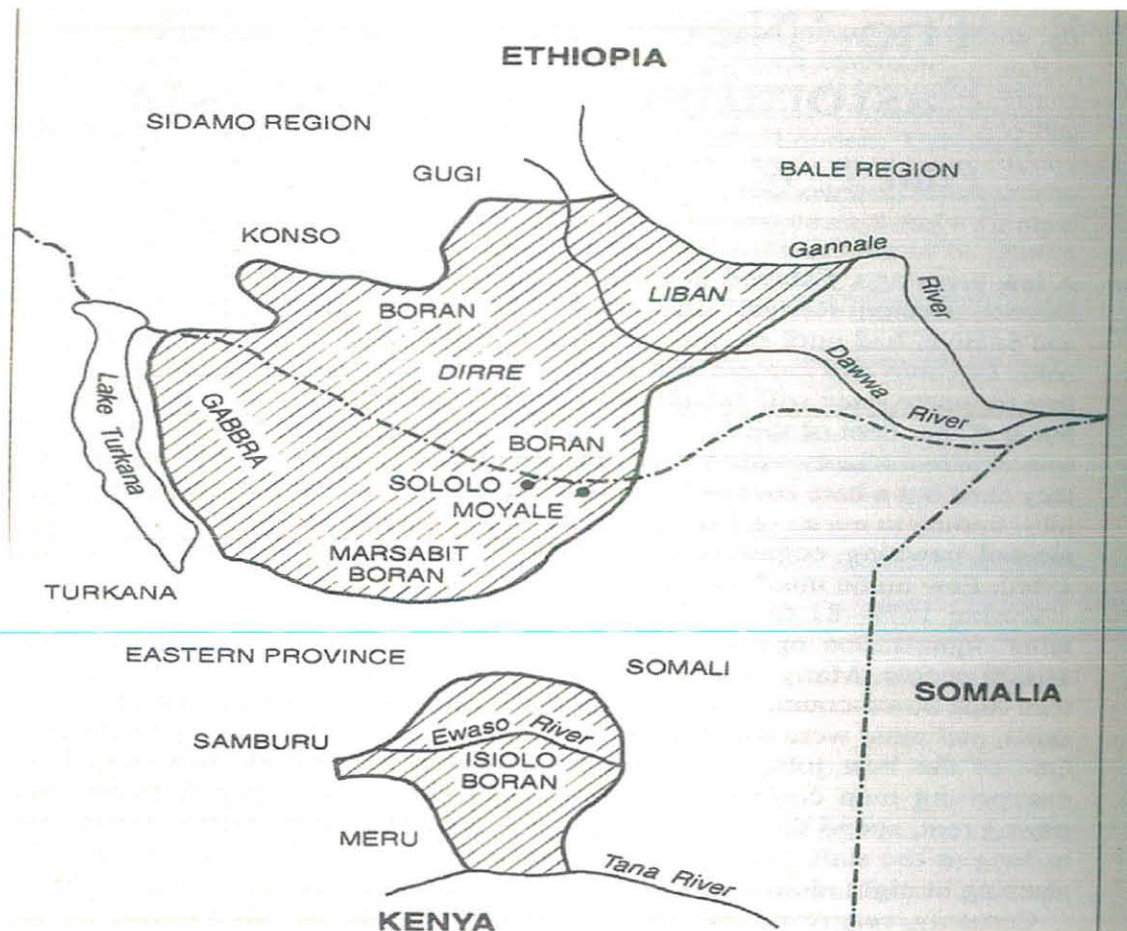 ETHIOPIA
SIDAMO REGION
GUGI
BALE REGION
KONSO
Gannale
River
LIBAN
BORAN
DIRRE
Dawwa
River
Lake Turkana
GABBRA
BORAN
SOLOLO
MOYALE
MARSABIT
BORAN
TURKANA
EASTERN PROVINCE
SOMALI
SOMALIA
SAMBURU
Ewaso River
ISIOLO
BORAN
MERU
Tana River
KENYA